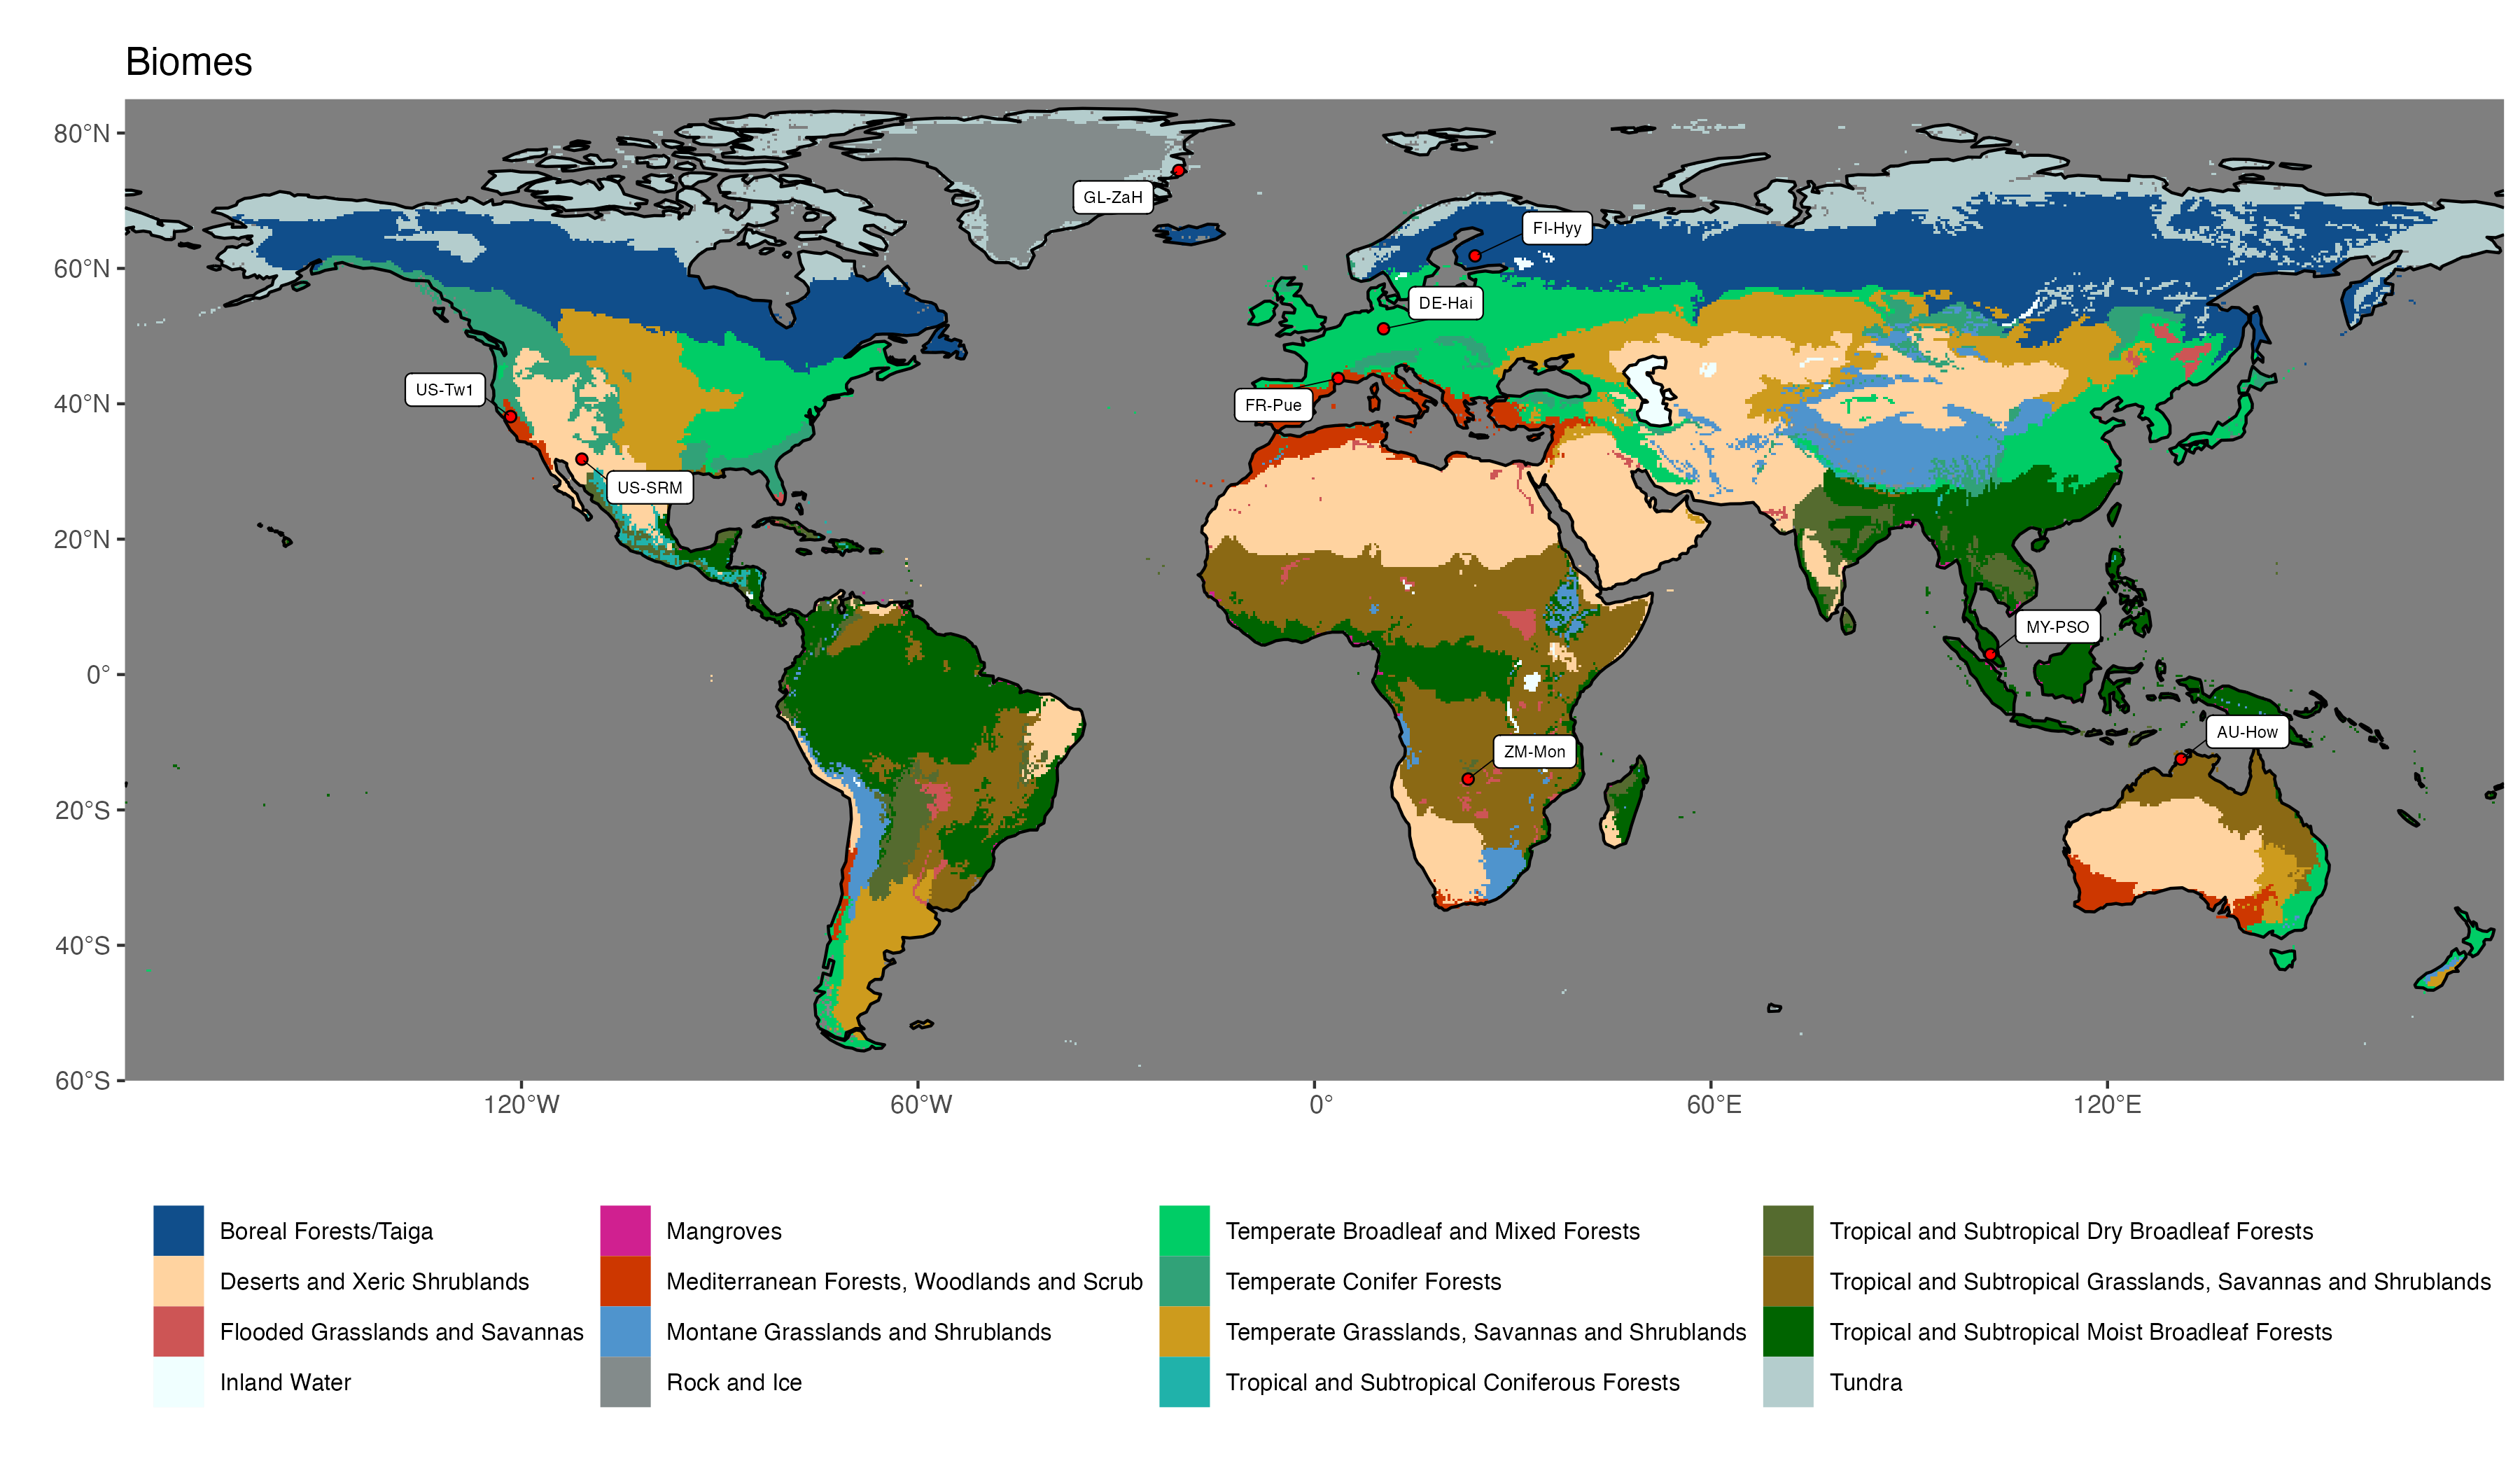 Biomes
80°N
60°N
40°N
20°N
0°
20°S
40°S
60°S
GL-ZaH
FI-Hyy
DE-Hai
US-Tw1
FR-Pue
US-SRM
MY-PSO
AU-How
ZM-Mon
120°W
60°W
0°
60°E
120°E
Boreal Forests/Taiga
Deserts and Xeric Shrublands
Flooded Grasslands and Savannas
Inland Water
Mangroves
Mediterranean Forests, Woodlands and Scrub
Montane Grasslands and Shrublands
Rock and Ice
Temperate Broadleaf and Mixed Forests
Temperate Conifer Forests
Temperate Grasslands, Savannas and Shrublands
Tropical and Subtropical Coniferous Forests
Tropical and Subtropical Dry Broadleaf Forests
Tropical and Subtropical Grasslands, Savannas and Shrublands
Tropical and Subtropical Moist Broadleaf Forests
Tundra